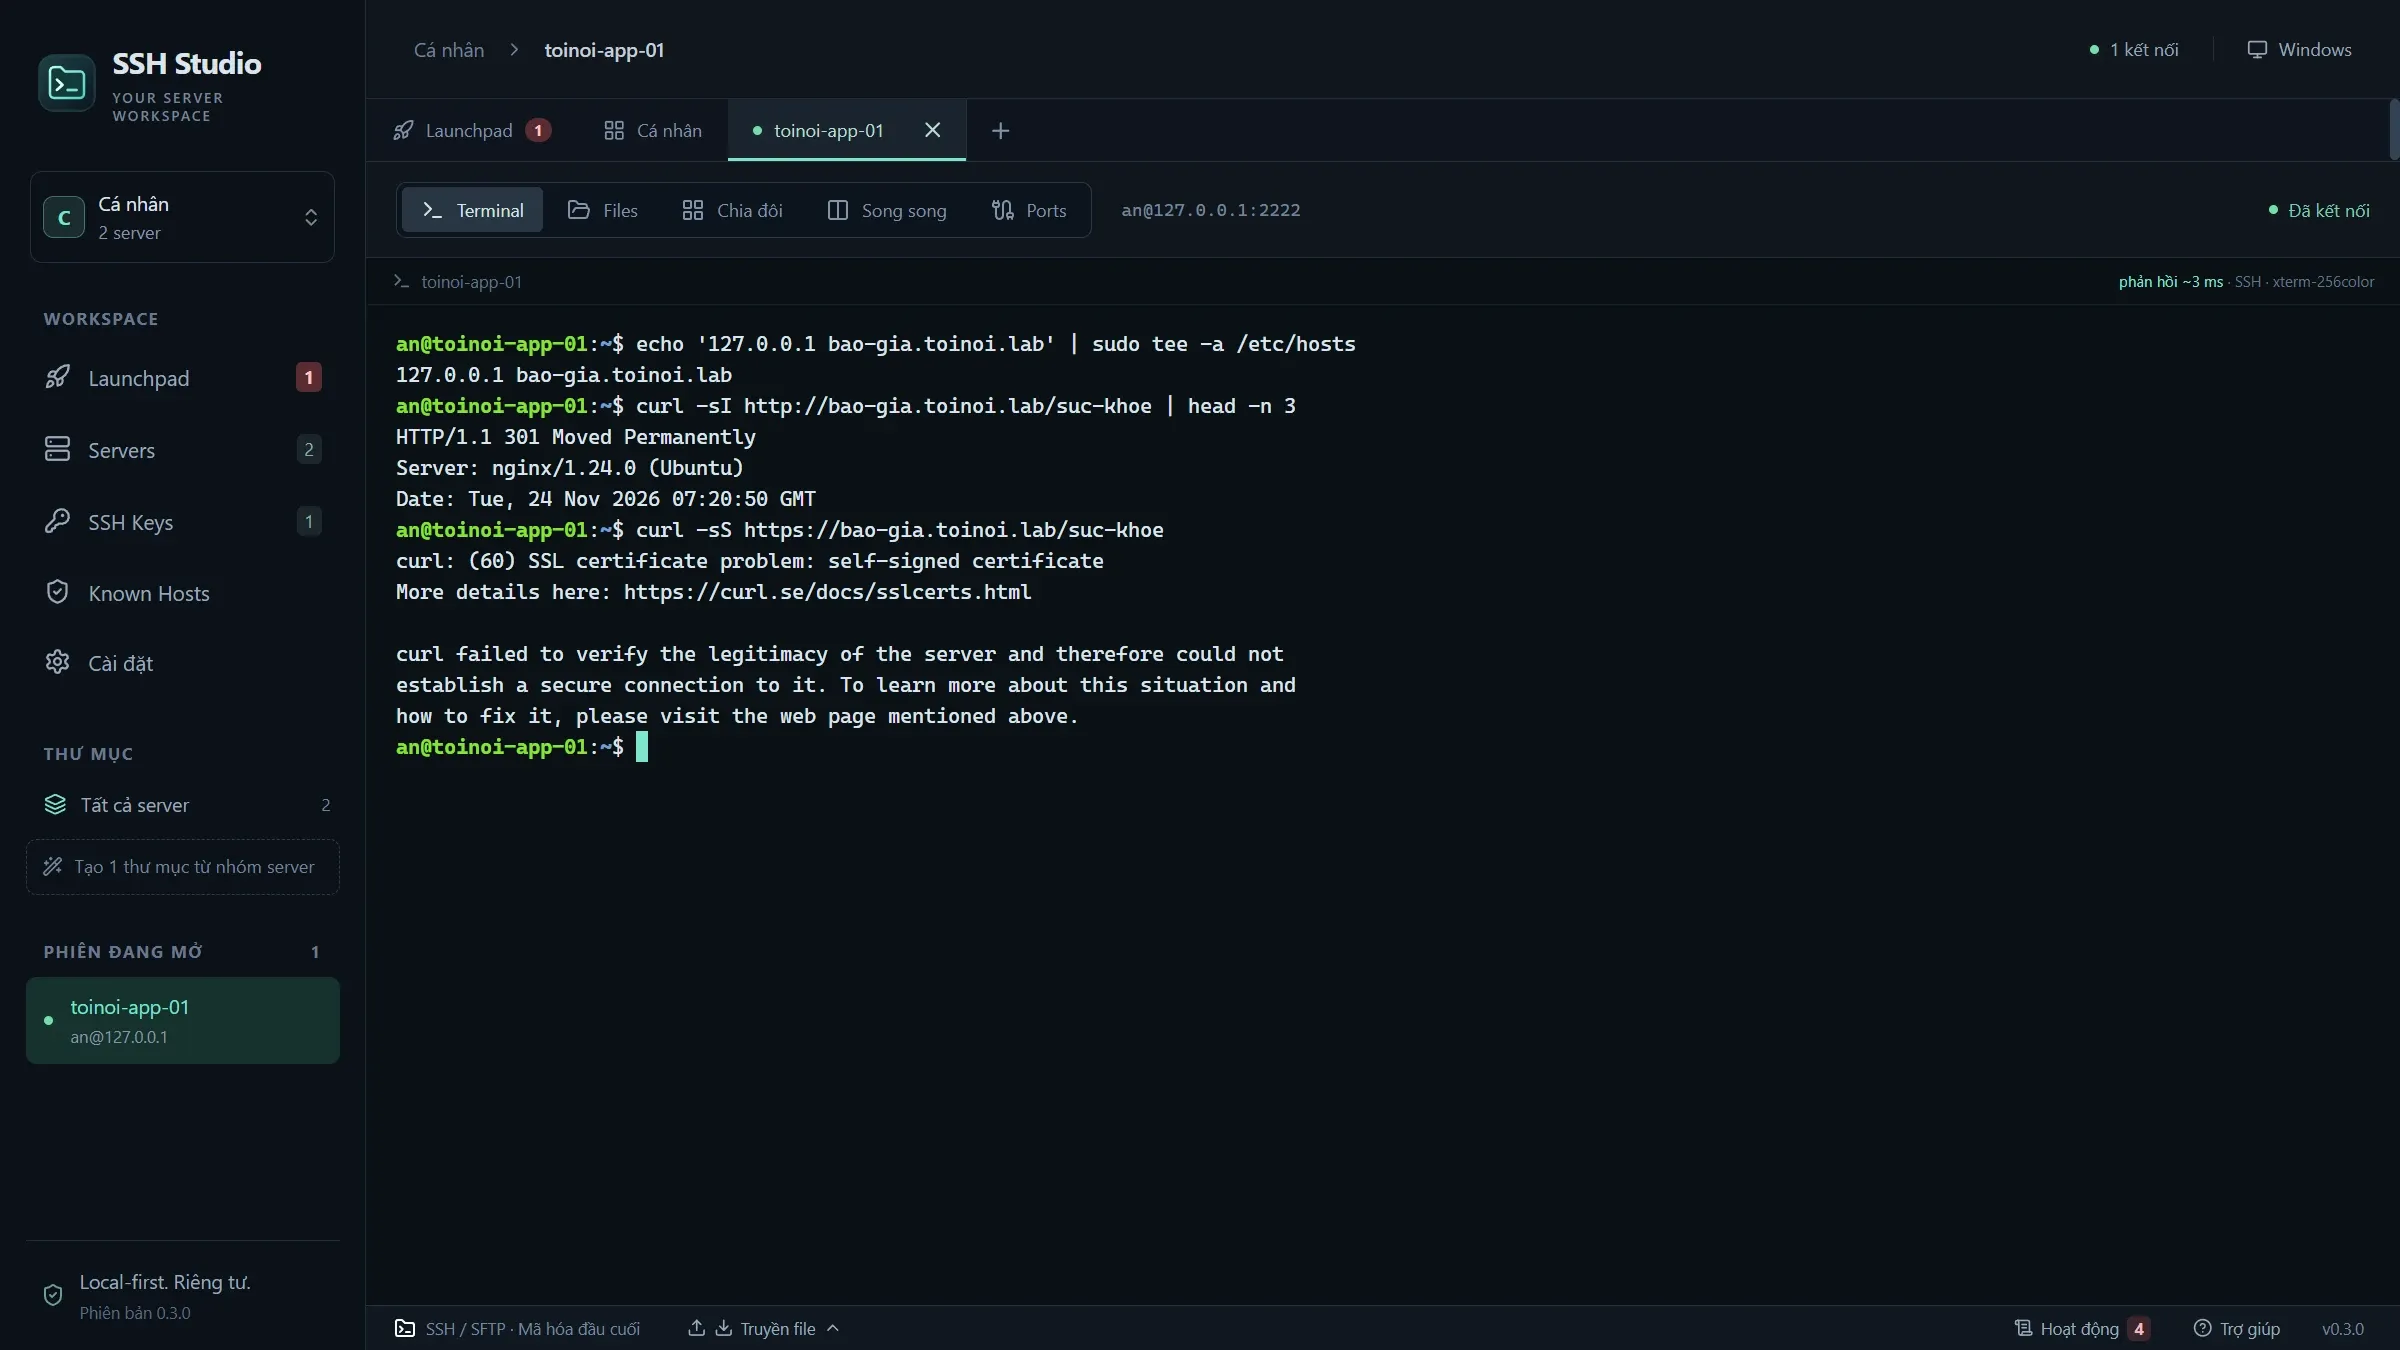 SSH Studio
YOUR SERVER
WORKSPACE
C
Cá nhân
2 server
WORKSPACE
Launchpad 1
Servers 2
SSH Keys 1
Known Hosts
Cài đặt
THƯ MỤC
Tất cả server 2
Tạo 1 thư mục từ nhóm server
PHIÊN ĐANG MỞ 1
toinoi-app-01
an@127.0.0.1
Local-first. Riêng tư.
Phiên bản 0.3.0
Cá nhân > toinoi-app-01
1 kết nối
Windows
Launchpad 1
Cá nhân
toinoi-app-01
Terminal
Files
Chia đôi
Song song
Ports
an@127.0.0.1:2222
Đã kết nối
toinoi-app-01
phản hồi ~3 ms · SSH · xterm-256color
an@toinoi-app-01:~$ echo '127.0.0.1 bao-gia.toinoi.lab' | sudo tee -a /etc/hosts
127.0.0.1 bao-gia.toinoi.lab
an@toinoi-app-01:~$ curl -sI http://bao-gia.toinoi.lab/suc-khoe | head -n 3
HTTP/1.1 301 Moved Permanently
Server: nginx/1.24.0 (Ubuntu)
Date: Tue, 24 Nov 2026 07:20:50 GMT
an@toinoi-app-01:~$ curl -sS https://bao-gia.toinoi.lab/suc-khoe
curl: (60) SSL certificate problem: self-signed certificate
More details here: https://curl.se/docs/sslcerts.html
curl failed to verify the legitimacy of the server and therefore could not
establish a secure connection to it. To learn more about this situation and
how to fix it, please visit the web page mentioned above.
an@toinoi-app-01:~$
SSH / SFTP · Mã hóa đầu cuối
Truyền file
Hoạt động 4
Trợ giúp
v0.3.0